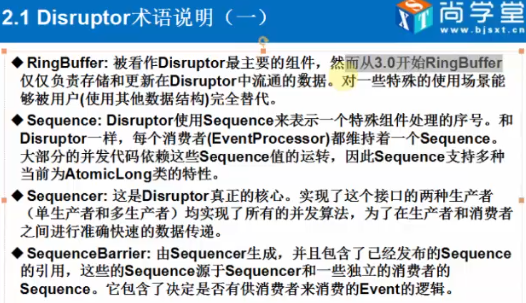 2.1 Disruptor术语说明（一）
尚学堂
www.bjsxt.cn
◆ RingBuffer: 被看作Disruptor最主要的组件，然而从3.0开始RingBuffer
仅仅负责存储和更新在Disruptor中流通的数据。对一些特殊的使用场景能
够被用户(使用其他数据结构)完全替代。
◆ Sequence: Disruptor使用Sequence来表示一个特殊组件处理的序号。和
Disruptor一样，每个消费者(EventProcessor)都维持着一个Sequence。
大部分的并发代码依赖这些Sequence值的运转，因此Sequence支持多种
当前为AtomicLong类的特性。
◆ Sequencer: 这是Disruptor真正的核心。实现了这个接口的两种生产者
（单生产者和多生产者）均实现了所有的并发算法，为了在生产者和消费者
之间进行准确快速的数据传递。
◆ SequenceBarrier: 由Sequencer生成，并且包含了已经发布的Sequence
的引用，这些的Sequence源于Sequencer和一些独立的消费者的
Sequence。它包含了决定是否有供消费者来消费的Event的逻辑。